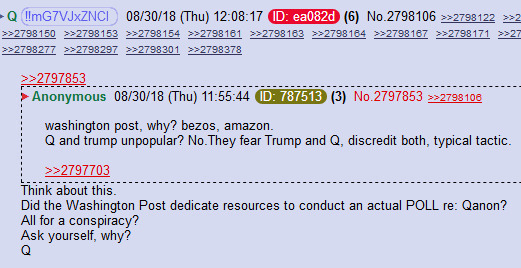 Q !!mG7VJxZNCI 08/30/18 (Thu) 12:08:17 ID: ea082d (6) No.2798106 >>2798122 >>
>>2798150 >>2798153 >>2798154 >>2798161 >>2798163 >>2798164 >>2798167 >>2798171 >>2
>>2798277 >>2798297 >>2798301 >>2798378
>>2797853
Anonymous 08/30/18 (Thu) 11:55:44 ID: 787513 (3) No.2797853 >>2798106
washington post, why? bezos, amazon.
Q and trump unpopular? No.They fear Trump and Q, discredit both, typical tactic.
>>2797703
Think about this.
Did the Washington Post dedicate resources to conduct an actual POLL re: Qanon?
All for a conspiracy?
Ask yourself, why?
Q